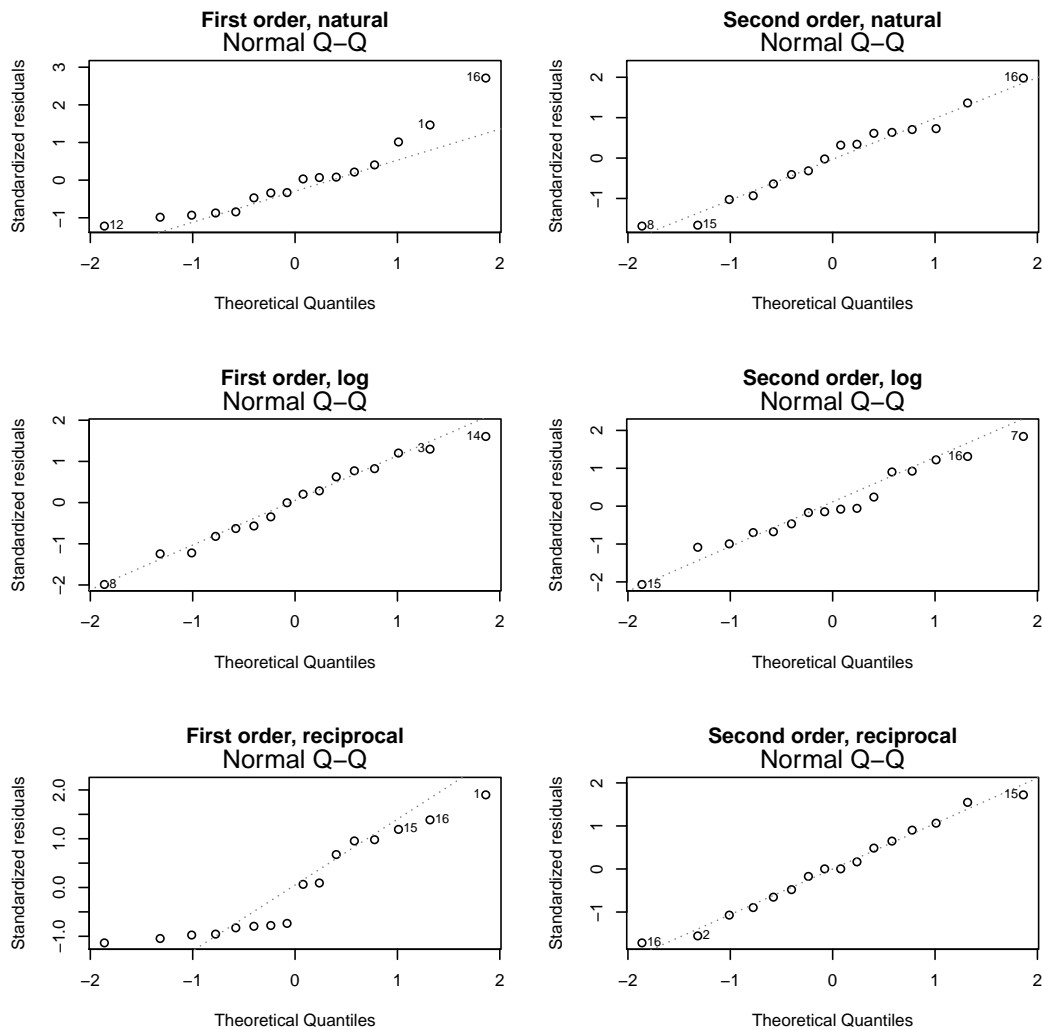 First order, natural
Normal Q−Q
Standardized residuals
3
2
1
0
−1
16
1
12
−2 −1 0 1 2
Theoretical Quantiles
Second order, natural
Normal Q−Q
Standardized residuals
2
1
0
−1
16
8
15
−2 −1 0 1 2
Theoretical Quantiles
First order, log
Normal Q−Q
Standardized residuals
2
1
0
−1
−2
14
3
8
−2 −1 0 1 2
Theoretical Quantiles
Second order, log
Normal Q−Q
Standardized residuals
2
1
0
−1
−2
7
16
15
−2 −1 0 1 2
Theoretical Quantiles
First order, reciprocal
Normal Q−Q
Standardized residuals
2.0
1.0
0.0
−1.0
1
16
15
−2 −1 0 1 2
Theoretical Quantiles
Second order, reciprocal
Normal Q−Q
Standardized residuals
2
1
0
−1
15
2
16
−2 −1 0 1 2
Theoretical Quantiles